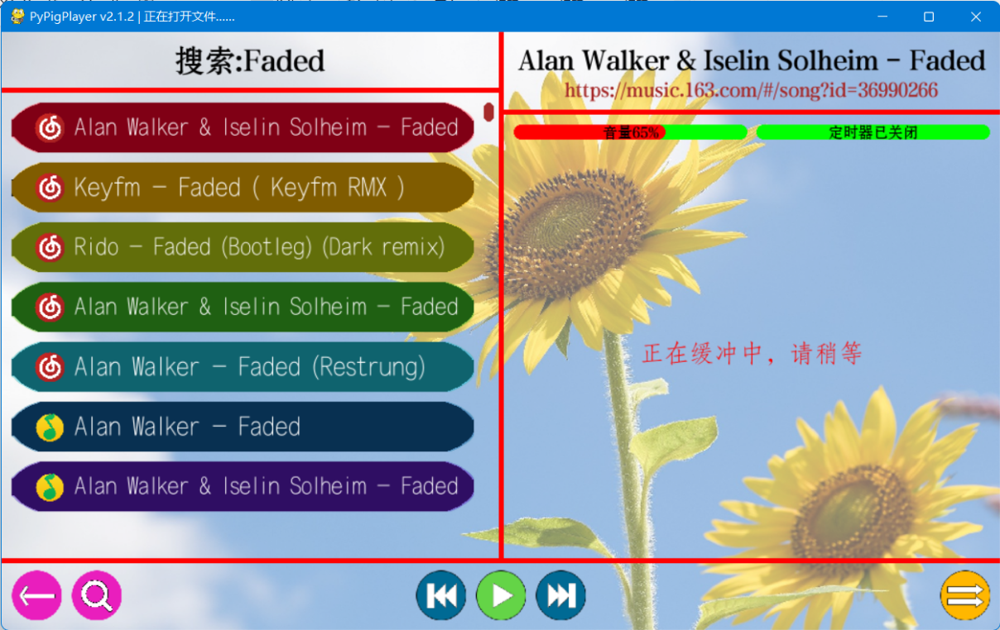 PyPigPlayer v2.1.2 | 正在打开文件......
搜索:Faded
Alan Walker & Iselin Solheim - Faded
Keyfm - Faded ( Keyfm RMX )
Rido - Faded (Bootleg) (Dark remix)
Alan Walker & Iselin Solheim - Faded
Alan Walker - Faded (Restrung)
Alan Walker - Faded
Alan Walker & Iselin Solheim - Faded
Alan Walker & Iselin Solheim - Faded
https://music.163.com/#/song?id=36990266
音量65%
定时器已关闭
正在缓冲中，请稍等